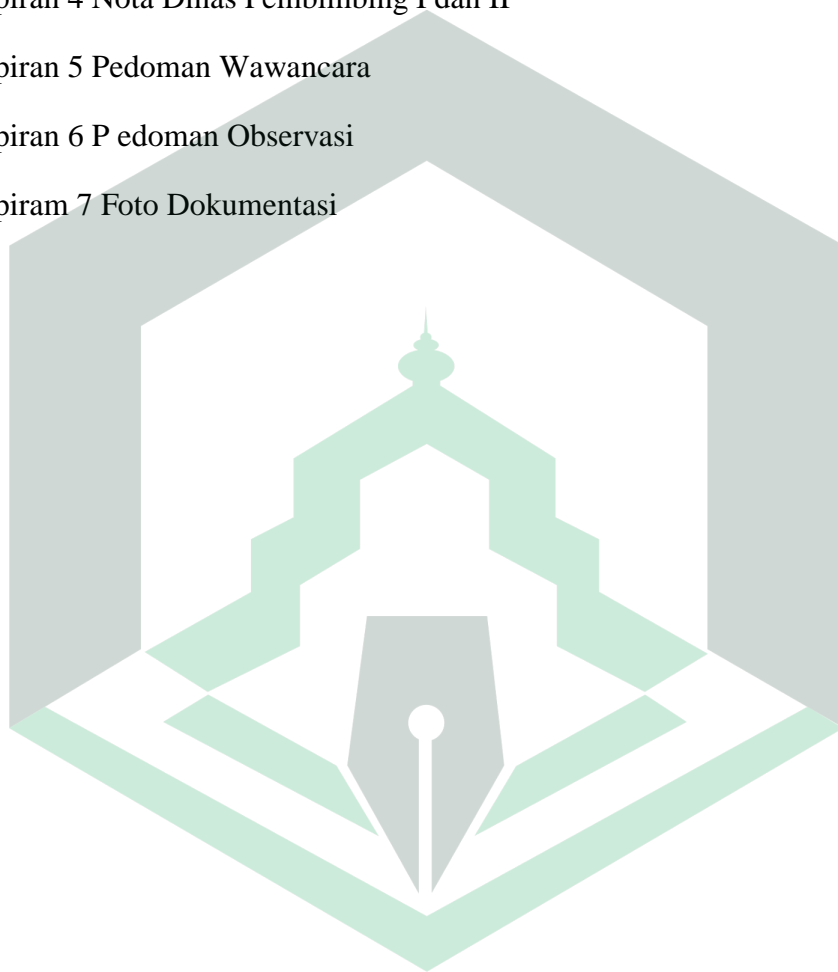 piran 4 Nota Dinas Pembimbing I dan II
piran 5 Pedoman Wawancara
piran 6 P edoman Observasi
piram 7 Foto Dokumentasi